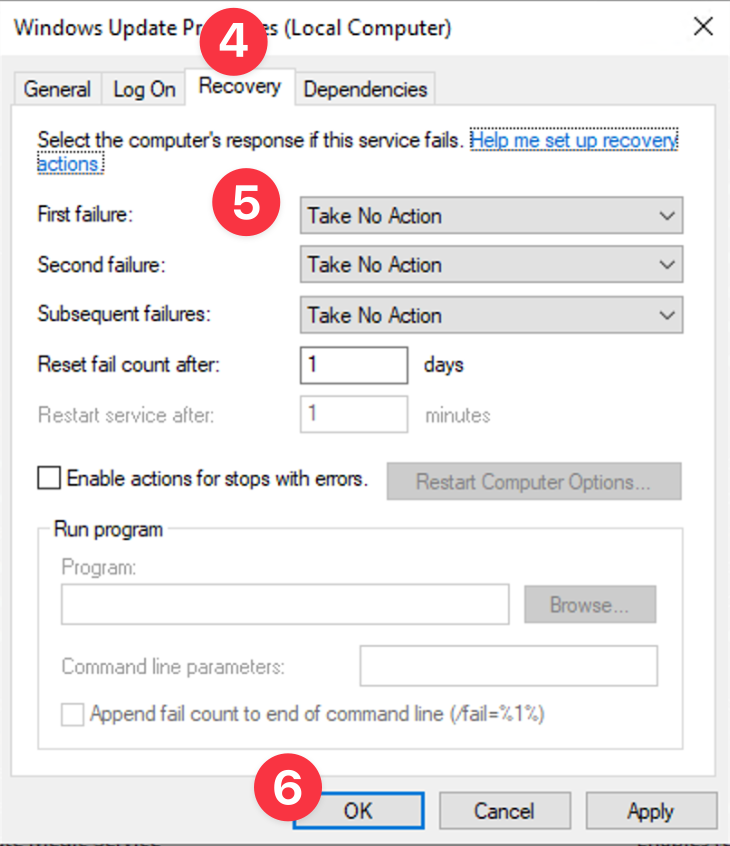 Windows Update Pr es (Local Computer)
4
General Log On Recovery Dependencies
Select the computer's response if this service fails. Help me set up recovery
actions.
5
First failure: Take No Action
Second failure: Take No Action
Subsequent failures: Take No Action
Reset fail count after: 1 days
Restart service after: 1 minutes
Enable actions for stops with errors. Restart Computer Options...
Run program
Program:
Browse...
Command line parameters:
Append fail count to end of command line (/fail=%1%)
6
OK Cancel Apply